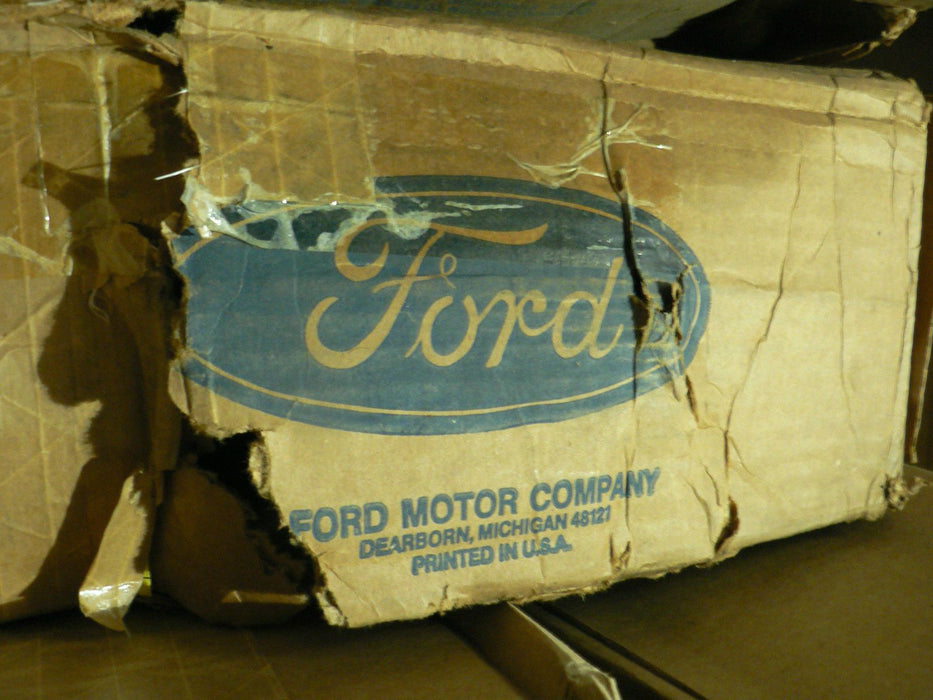 Ford
FORD MOTOR COMPANY
DEARBORN, MICHIGAN 48121
PRINTED IN U.S.A.